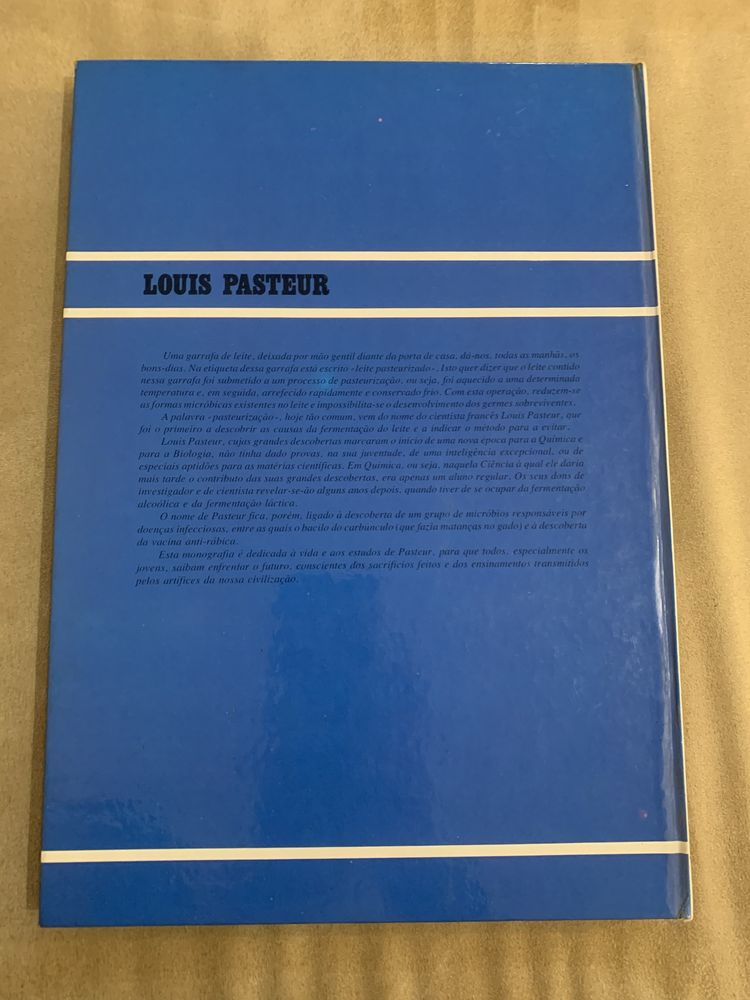 LOUIS PASTEUR
Uma garrafa de leite, deixada por mão gentil diante da porta de casa, dá-nos, todas as manhãs, os
bons-dias. Na etiqueta dessa garrafa está escrito «leite pasteurizado». Isto quer dizer que o leite contido
nessa garrafa foi submetido a um processo de pasteurização, ou seja, foi aquecido a uma determinada
temperatura e, em seguida, arrefecido rapidamente e conservado frio. Com esta operação, reduzem-se
as formas micróbicas existentes no leite e impossibilita-se o desenvolvimento dos germes sobreviventes.
A palavra «pasteurização», hoje tão comum, vem do nome do cientista francês Louis Pasteur, que
foi o primeiro a descobrir as causas da fermentação do leite e a indicar o método para a evitar.
Louis Pasteur, cujas grandes descobertas marcaram o início de uma nova época para a Química e
para a Biologia, não tinha dado provas, na sua juventude, de uma inteligência excepcional, ou de
especiais aptidões para as matérias científicas. Em Química, ou seja, naquela Ciência à qual ele daria
mais tarde o contributo das suas grandes descobertas, era apenas um aluno regular. Os seus dons de
investigador e de cientista revelar-se-ão alguns anos depois, quando tiver de se ocupar da fermentação
alcoólica e da fermentação láctica.
O nome de Pasteur fica, porém, ligado à descoberta de um grupo de micróbios responsáveis por
doenças infecciosas, entre as quais o bacilo do carbúnculo (que fazia matanças no gado) e à descoberta
da vacina anti-rábica.
Esta monografia é dedicada à vida e aos estudos de Pasteur, para que todos, especialmente os
jovens, saibam enfrentar o futuro, conscientes dos sacrifícios feitos e dos ensinamentos transmitidos
pelos artífices da nossa civilização.